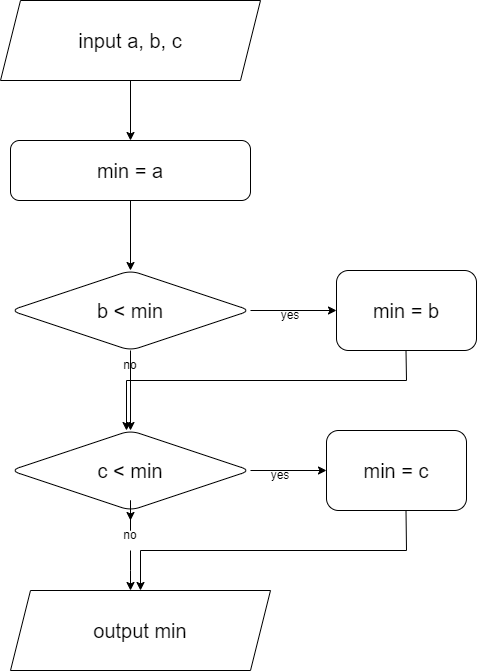 input a, b, c
min = a
b < min
yes
min = b
no
c < min
yes
min = c
no
output min